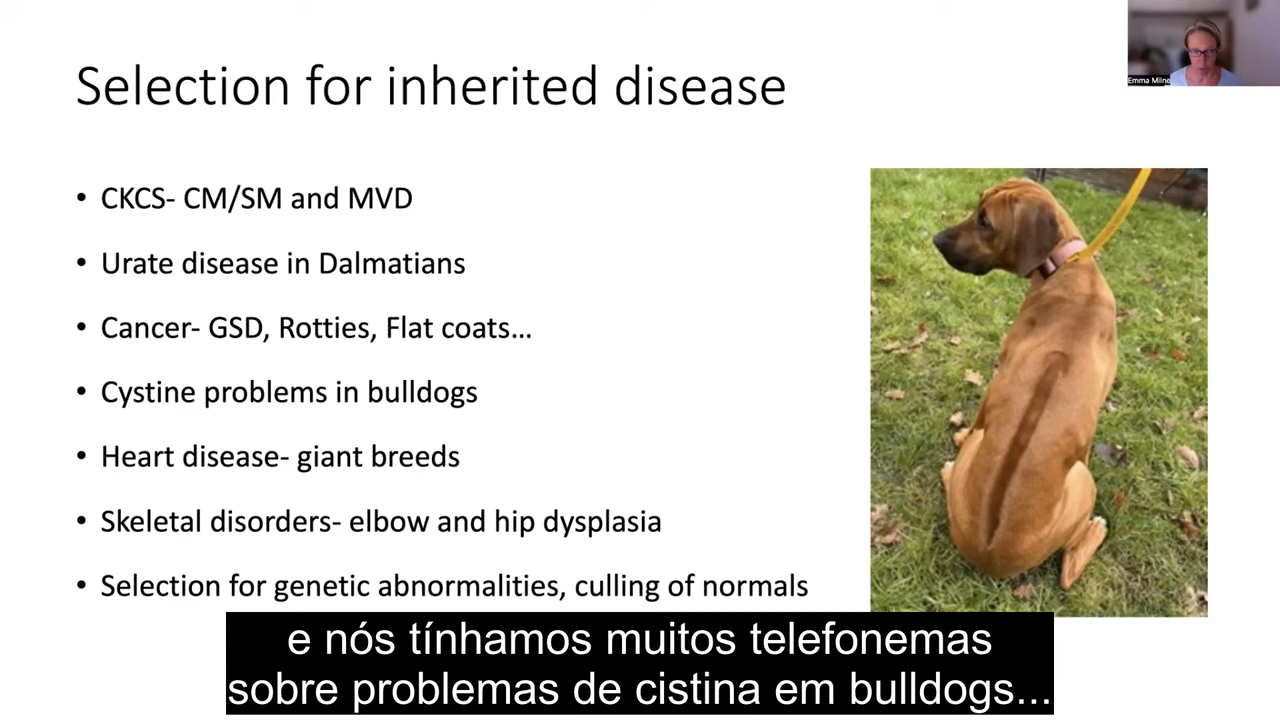 Selection for inherited disease
Emma Milne
• CKCS- CM/SM and MVD
• Urate disease in Dalmatians
• Cancer- GSD, Rotties, Flat coats...
• Cystine problems in bulldogs
• Heart disease- giant breeds
• Skeletal disorders- elbow and hip dysplasia
• Selection for genetic abnormalities, culling of normals
e nós tínhamos muitos telefonemas
sobre problemas de cistina em bulldogs...